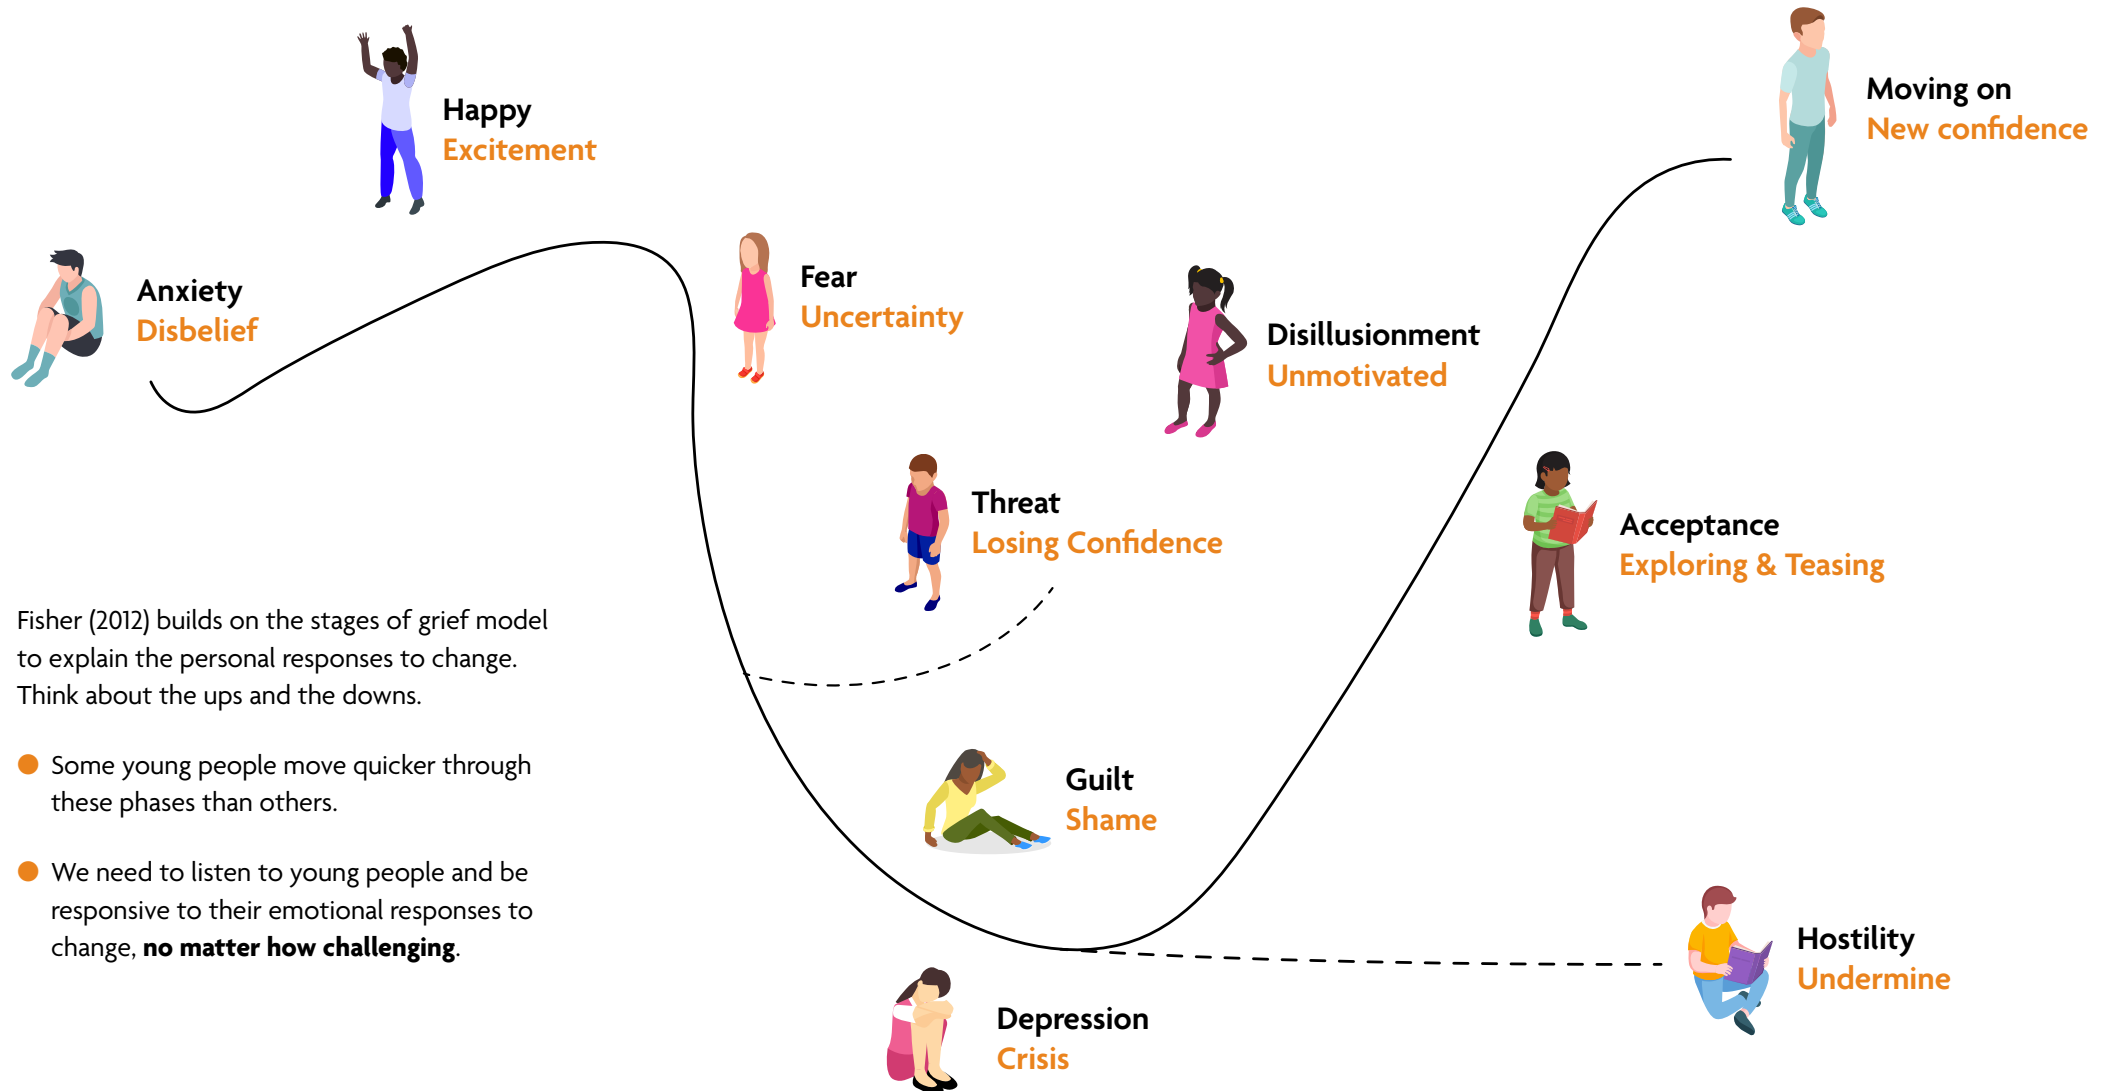 Happy
Excitement
Moving on
New confidence
Anxiety
Disbelief
Fear
Uncertainty
Disillusionment
Unmotivated
Threat
Losing Confidence
Acceptance
Exploring & Teasing
Fisher (2012) builds on the stages of grief model
to explain the personal responses to change.
Think about the ups and the downs.
Some young people move quicker through
these phases than others.
We need to listen to young people and be
responsive to their emotional responses to
change, no matter how challenging.
Guilt
Shame
Hostility
Undermine
Depression
Crisis